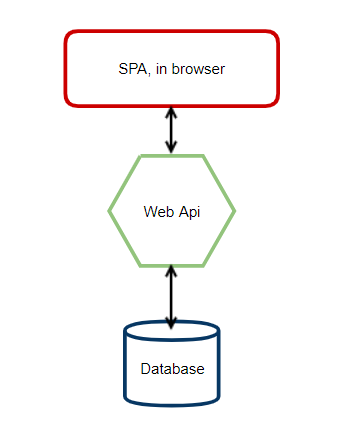 SPA, in browser
Web Api
Database